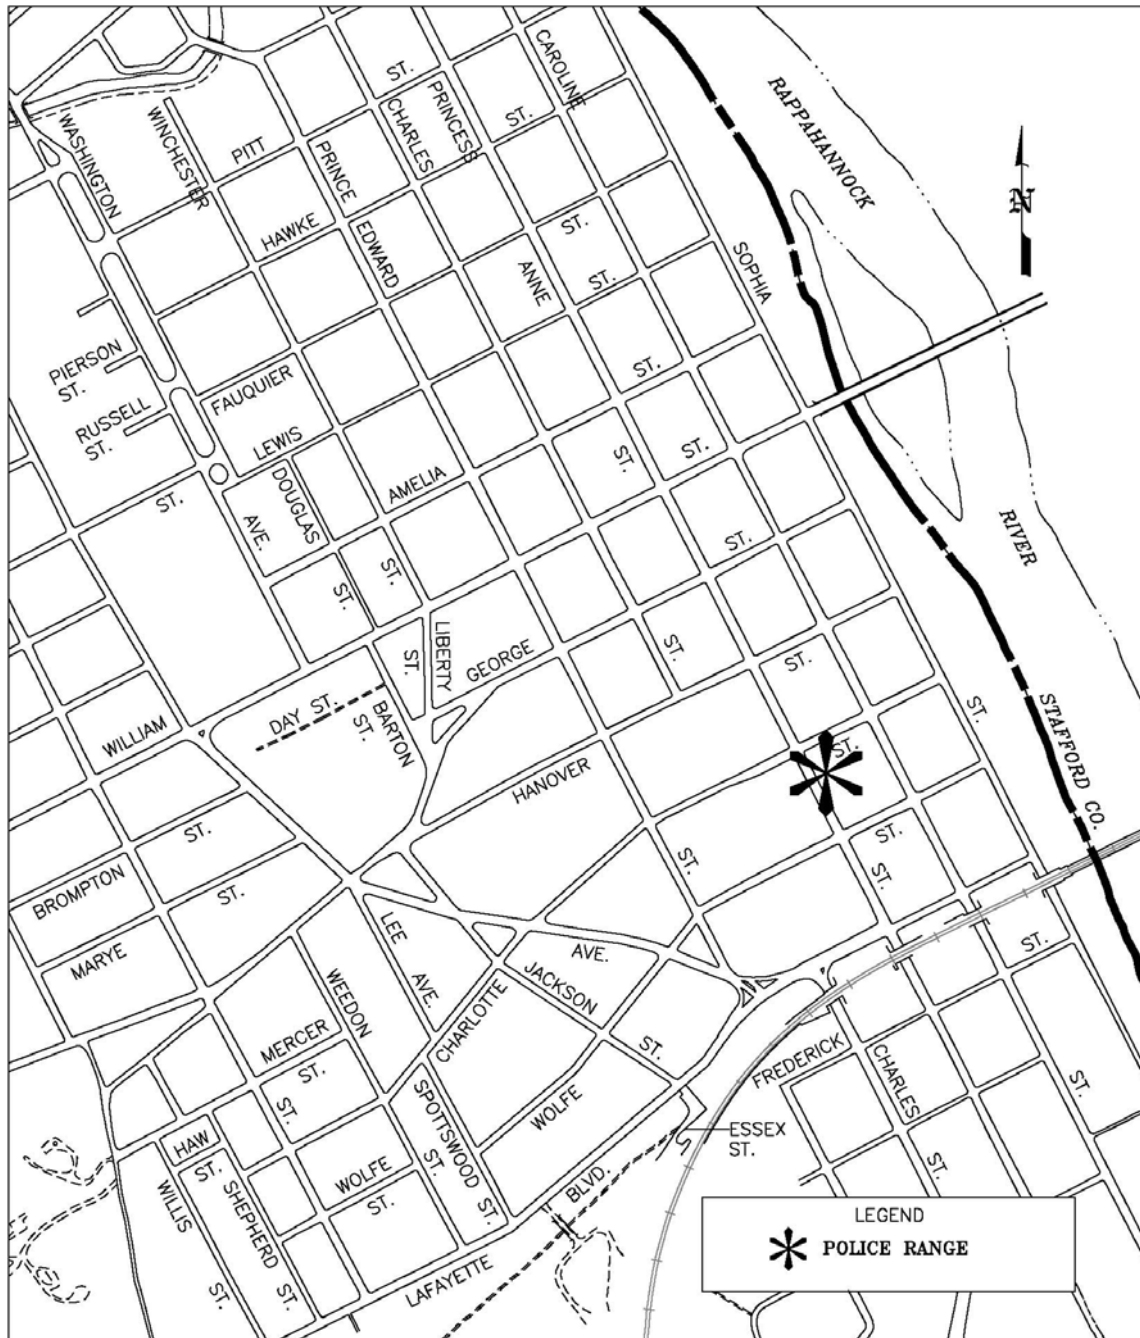 CAROLINE
ST.
PRINCESS
ST.
CHARLES
RAPPAHANNOCK
WASHINGTON
WINCHESTER
PITT
PRINCE
N
HAWKE
EDWARD
ST.
ANNE
ST.
SOPHIA
PIERSON
ST.
FAUQUIER
ST.
RUSSELL
ST.
LEWIS
ST.
ST.
DOUGLAS
AMELIA
ST.
AVE.
RIVER
ST.
ST.
ST.
LIBERTY
GEORGE
ST.
ST.
ST.
DAY ST.
BARTON
ST.
WILLIAM
ST.
STAFFORD CO.
ST.
HANOVER
ST.
ST.
ST.
ST.
BROMPTON
ST.
LEE
AVE.
AVE.
ST.
MARYE
WEEDON
JACKSON
ST.
CHARLOTTE
MERCER
ST.
FREDERICK
CHARLES
ST.
ST.
SPOTTSWOOD
ST.
WOLFE
ESSEX
ST.
HAW
ST.
WOLFE
ST.
ST.
ST.
BLVD.
WILLIS
ST.
SHEPHERD
ST.
LAFAYETTE
LEGEND
POLICE RANGE